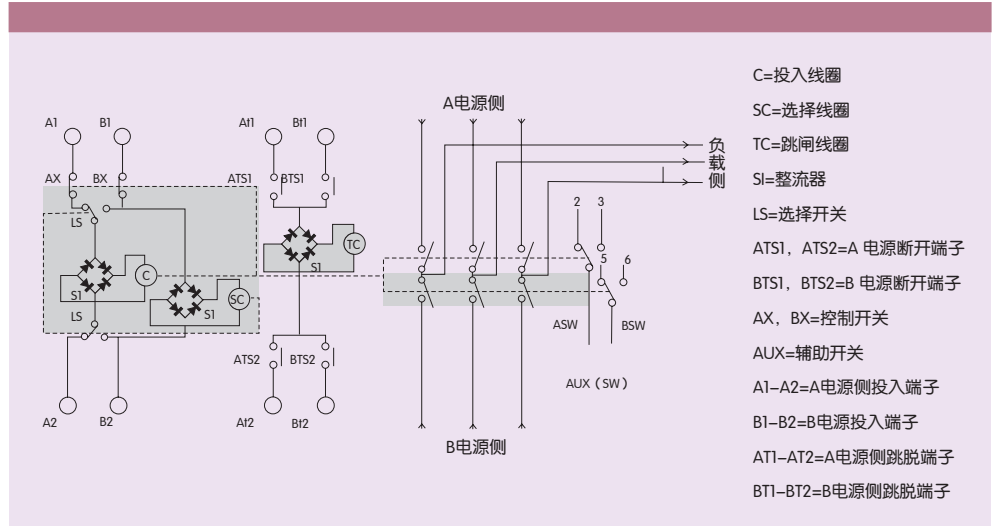 A1
B1
At1
Bt1
AX
BX
ATS1
BTS1
LS
C
S1
SC
S1
TC
S1
LS
ATS2
BTS2
A2
B2
At2
Bt2
A电源侧
负
载
侧
2
3
5
6
ASW
BSW
AUX（SW）
B电源侧
C=投入线圈
SC=选择线圈
TC=跳闸线圈
SI=整流器
LS=选择开关
ATS1，ATS2=A 电源断开端子
BTS1，BTS2=B 电源断开端子
AX，BX=控制开关
AUX=辅助开关
A1-A2=A电源侧投入端子
B1-B2=B电源投入端子
AT1-AT2=A电源侧跳脱端子
BT1-BT2=B电源侧跳脱端子